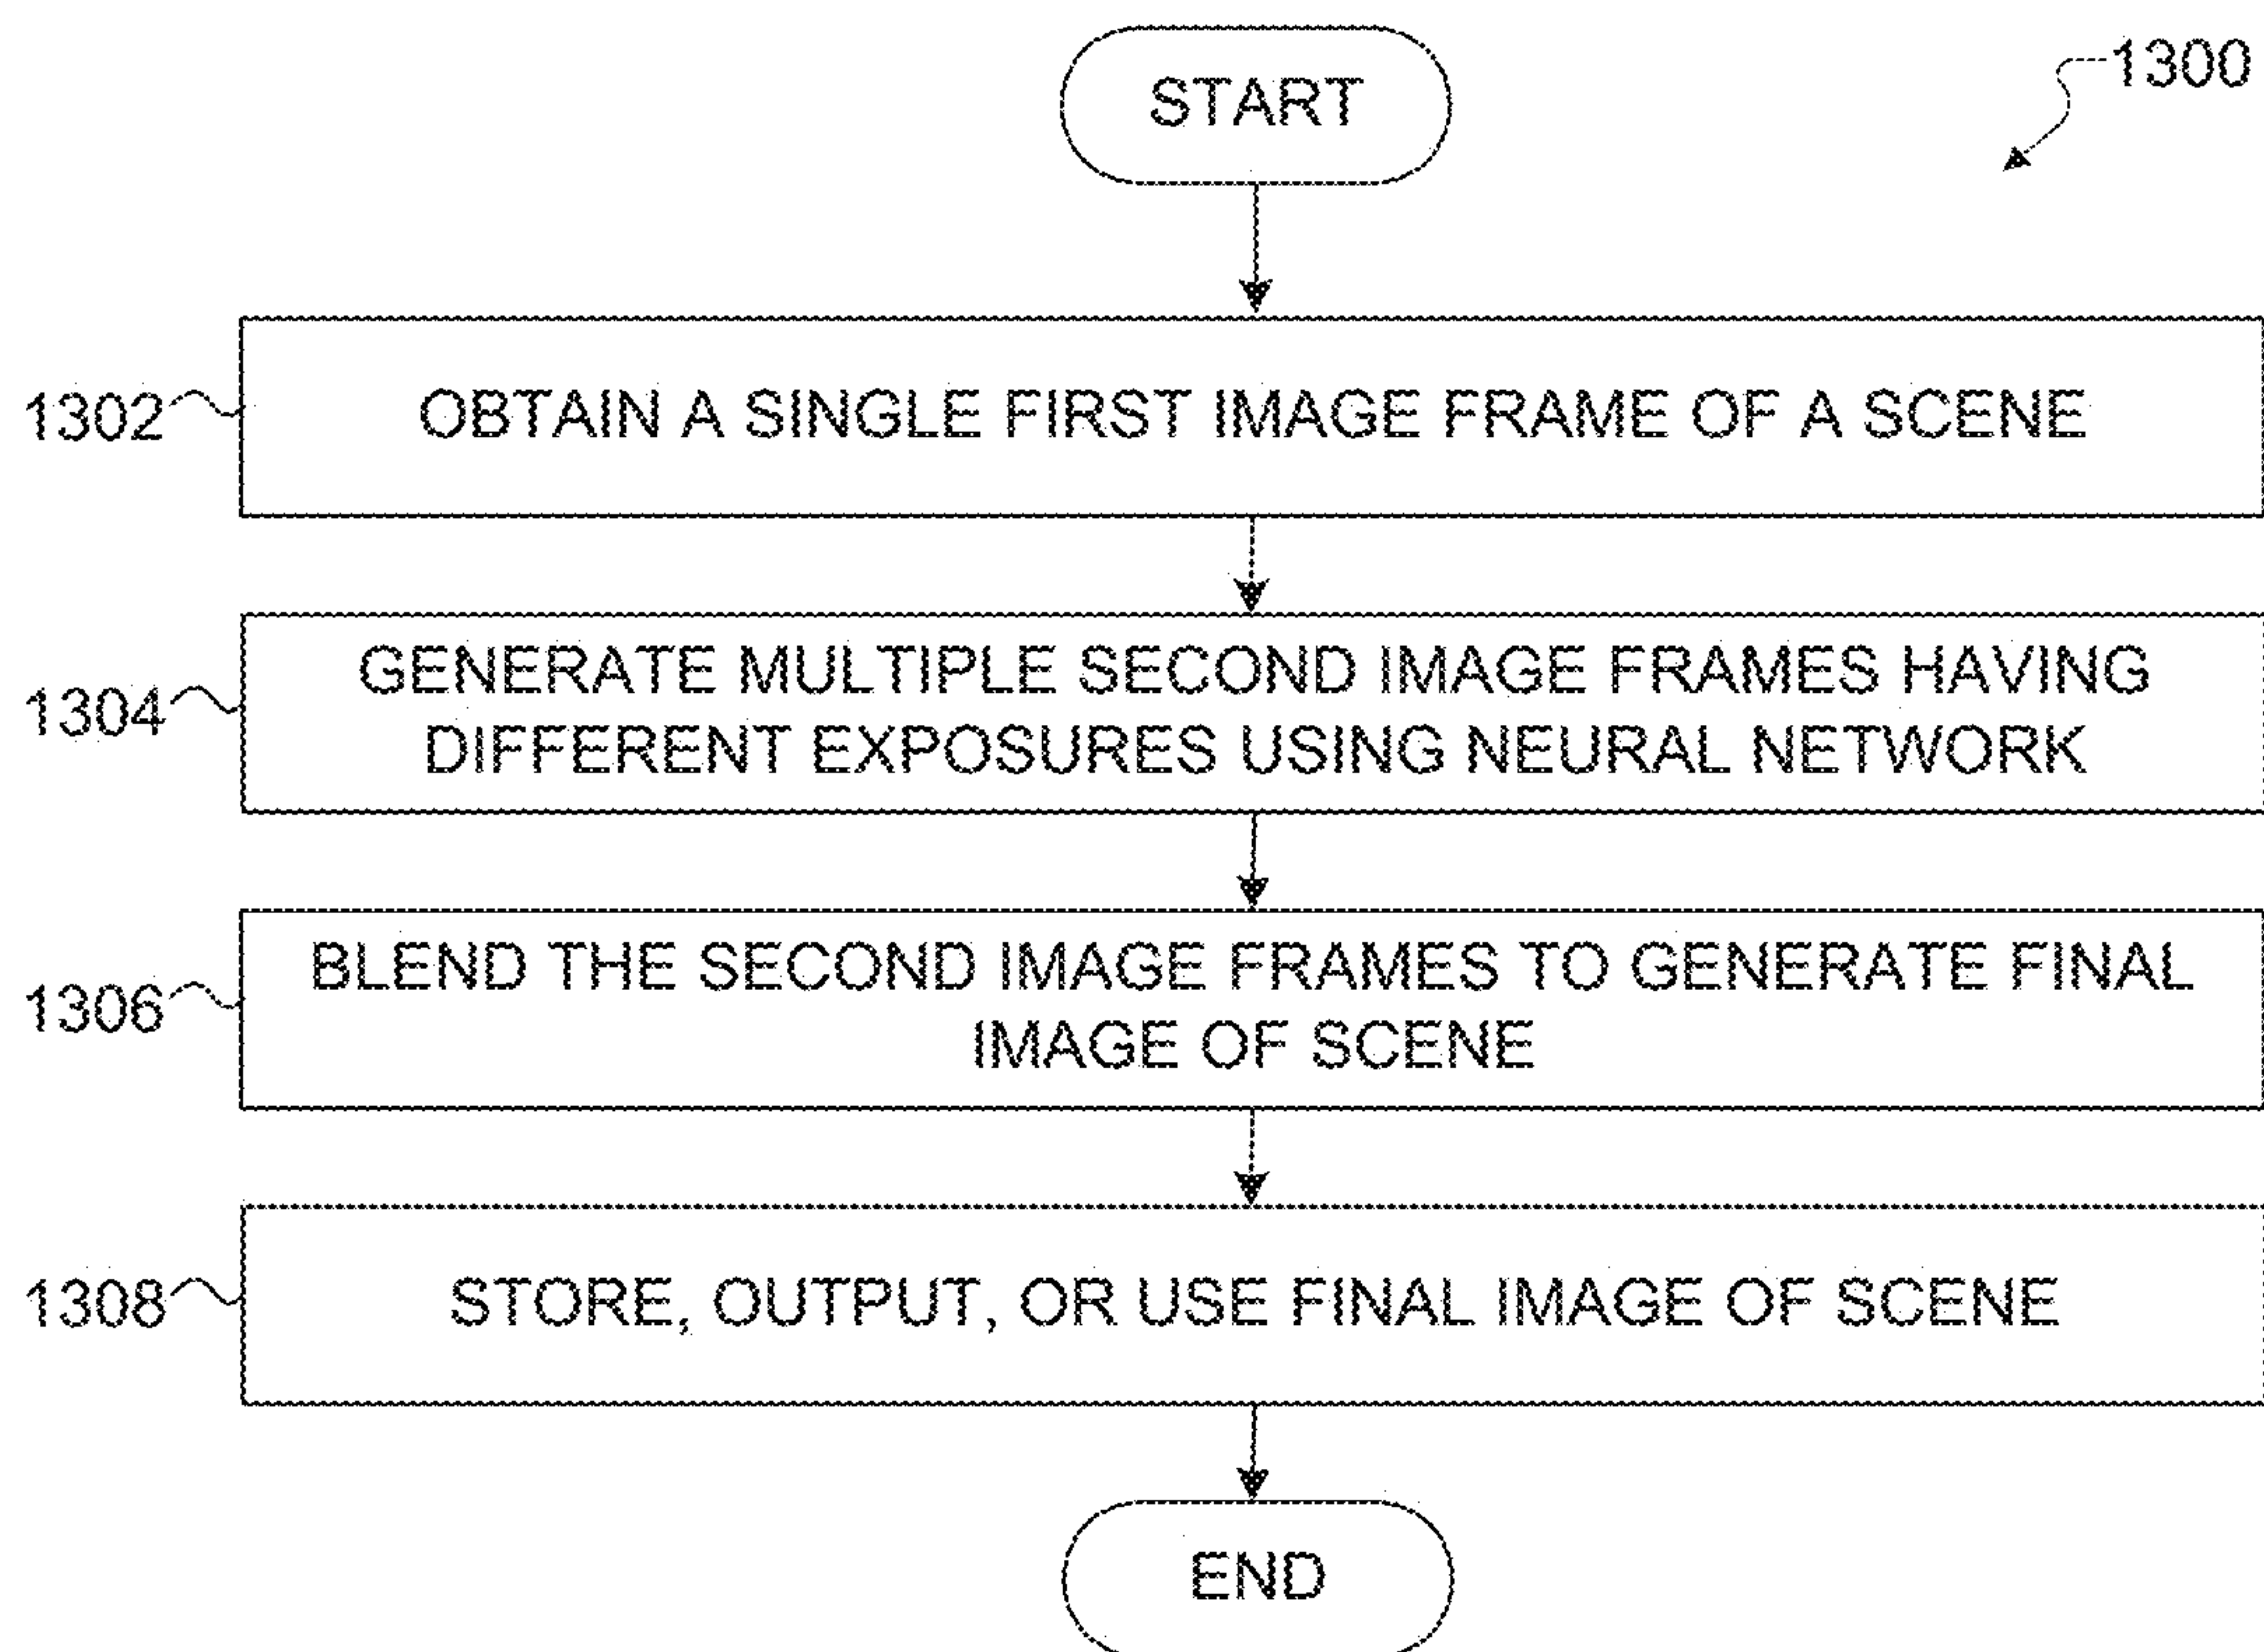 START
1300
1302
OBTAIN A SINGLE FIRST IMAGE FRAME OF A SCENE
1304
GENERATE MULTIPLE SECOND IMAGE FRAMES HAVING
DIFFERENT EXPOSURES USING NEURAL NETWORK
1306
BLEND THE SECOND IMAGE FRAMES TO GENERATE FINAL
IMAGE OF SCENE
1308
STORE, OUTPUT, OR USE FINAL IMAGE OF SCENE
END